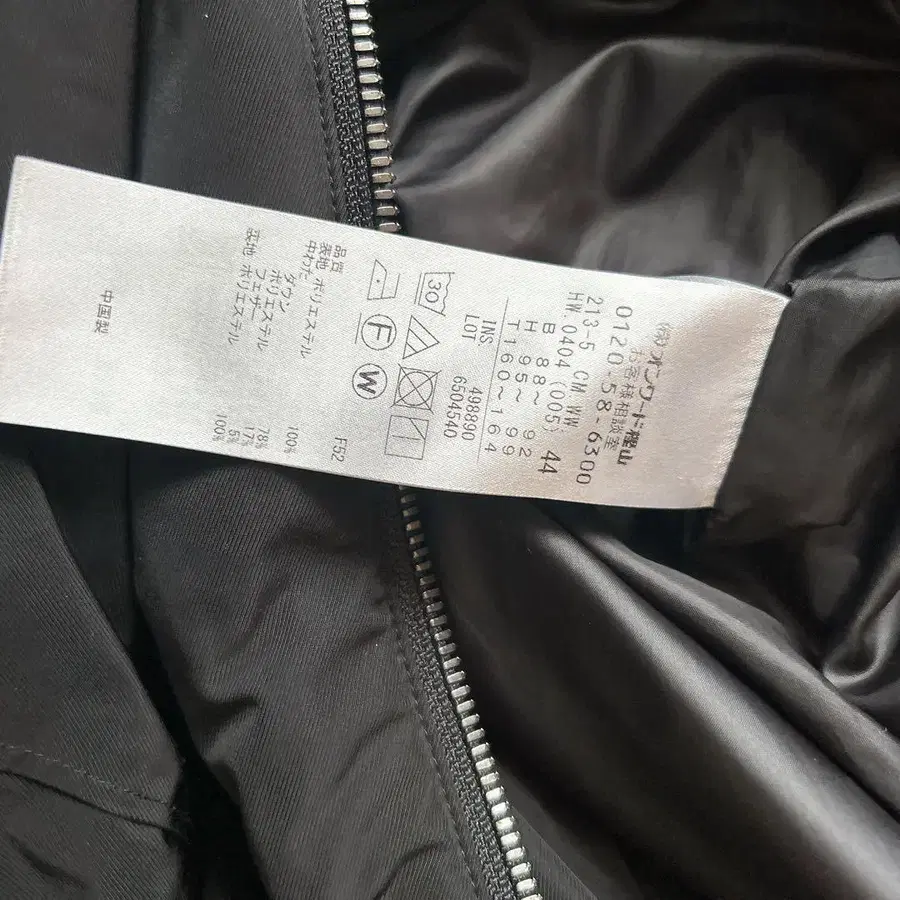 ㈱オンワード樫山
お客様相談室
0120-58-6300
213-5 CM WW
HW 0404 (005) 44
B 88～92
H 95～99
T160～164
INS 498890
LOT 6504540
30
F W
品質 F52
表地 ポリエステル 100%
中わた
ダウン 78%
ポリエステル 17%
フェザー 5%
裏地 ポリエステル 100%
中国製